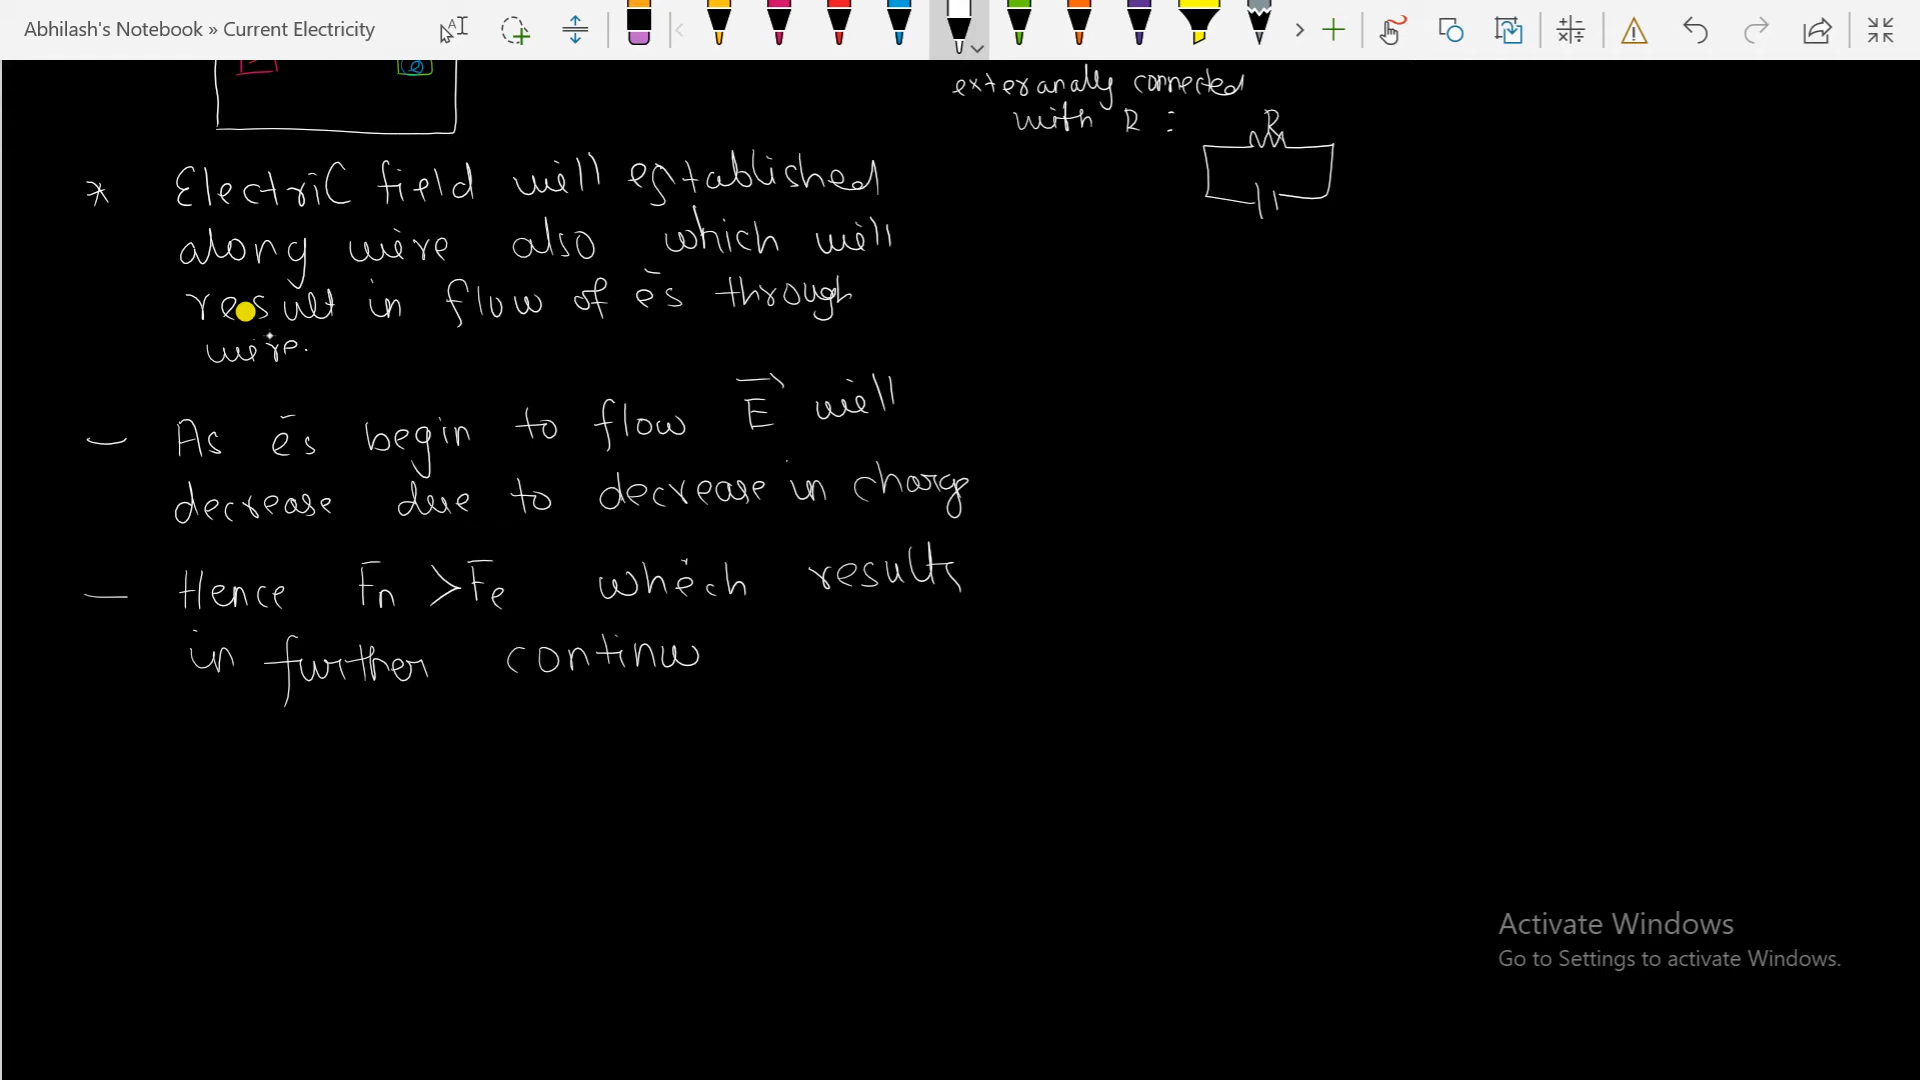 Abhilash's Notebook » Current Electricity
exteranally connected
with R :
R
* Electric field will established
along wire also which will
result in flow of ēs through
wire.
- As ēs begin to flow E⃗ will
decrease due to decrease in charge
- Hence Fn > Fe which results
in further continu
Activate Windows
Go to Settings to activate Windows.